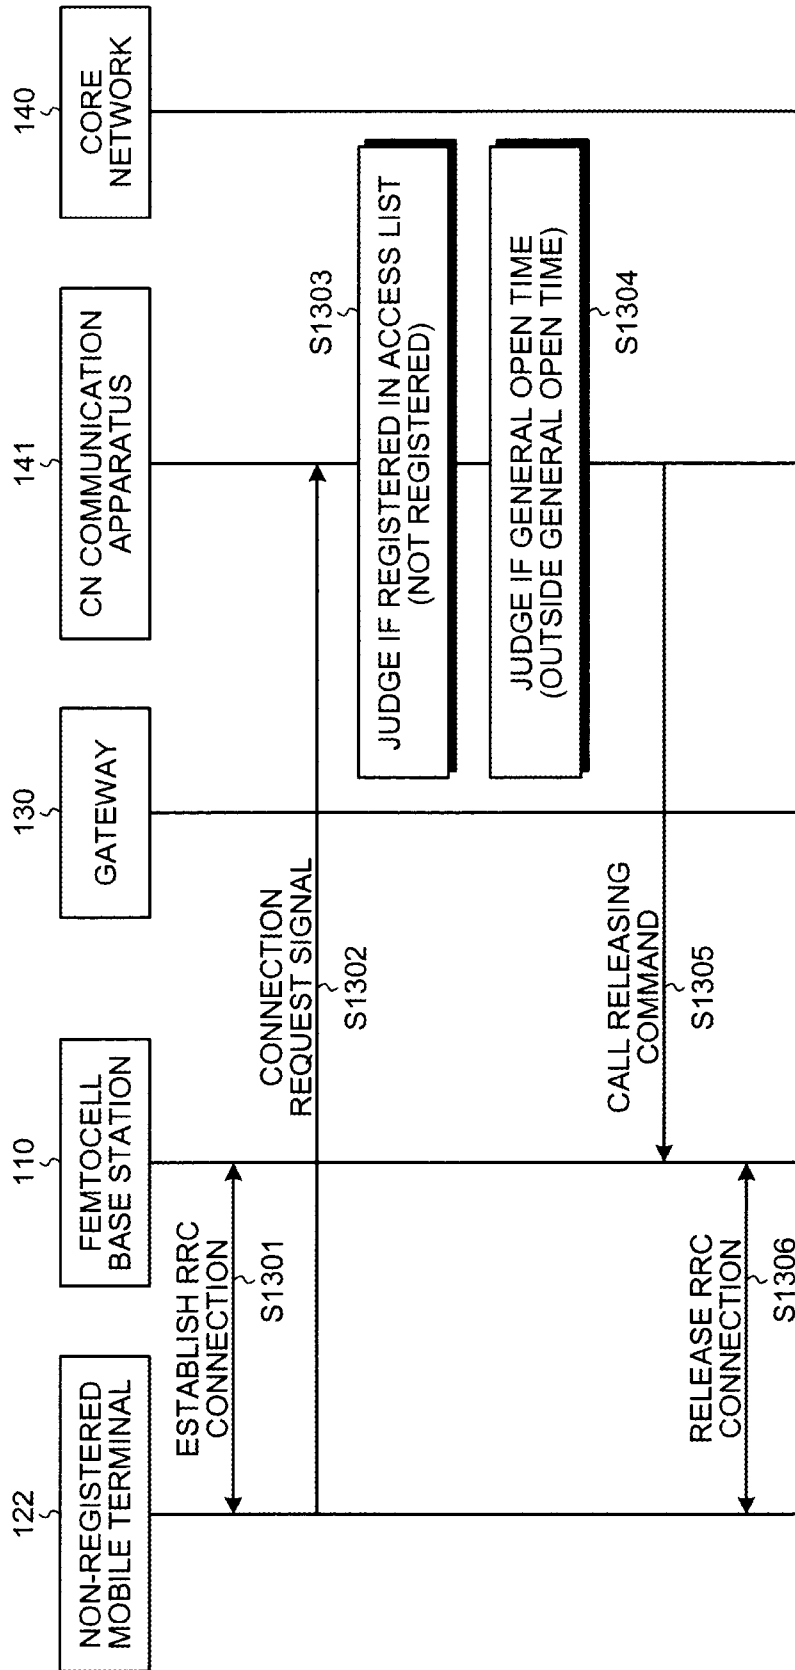 122
NON-REGISTERED
MOBILE TERMINAL
110
FEMTOCELL
BASE STATION
130
GATEWAY
141
CN COMMUNICATION
APPARATUS
140
CORE
NETWORK
ESTABLISH RRC
CONNECTION
S1301
CONNECTION
REQUEST SIGNAL
S1302
JUDGE IF REGISTERED IN ACCESS LIST
(NOT REGISTERED)
S1303
JUDGE IF GENERAL OPEN TIME
(OUTSIDE GENERAL OPEN TIME)
S1304
CALL RELEASING
COMMAND
S1305
RELEASE RRC
CONNECTION
S1306